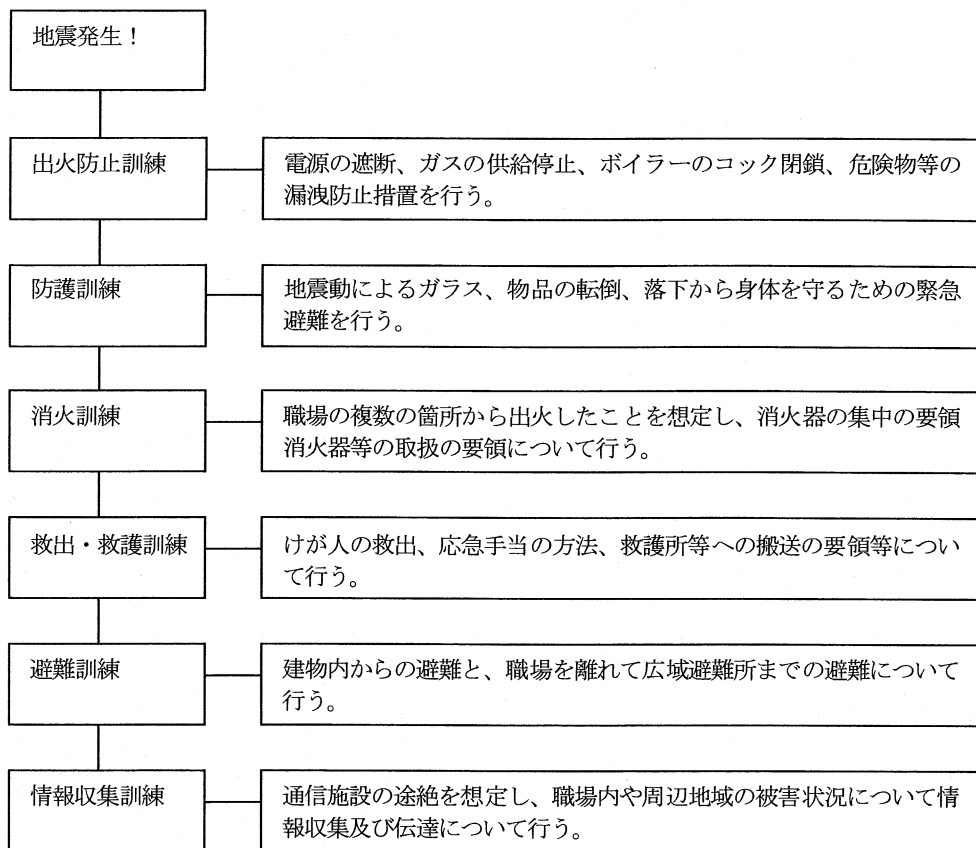 地震発生！
出火防止訓練
電源の遮断、ガスの供給停止、ボイラーのコック閉鎖、危険物等の
漏洩防止措置を行う。
防護訓練
地震動によるガラス、物品の転倒、落下から身体を守るための緊急
避難を行う。
消火訓練
職場の複数の箇所から出火したことを想定し、消火器の集中の要領
消火器等の取扱の要領について行う。
救出・救護訓練
けが人の救出、応急手当の方法、救護所等への搬送の要領等につい
て行う。
避難訓練
建物内からの避難と、職場を離れて広域避難所までの避難について
行う。
情報収集訓練
通信施設の途絶を想定し、職場内や周辺地域の被害状況について情
報収集及び伝達について行う。